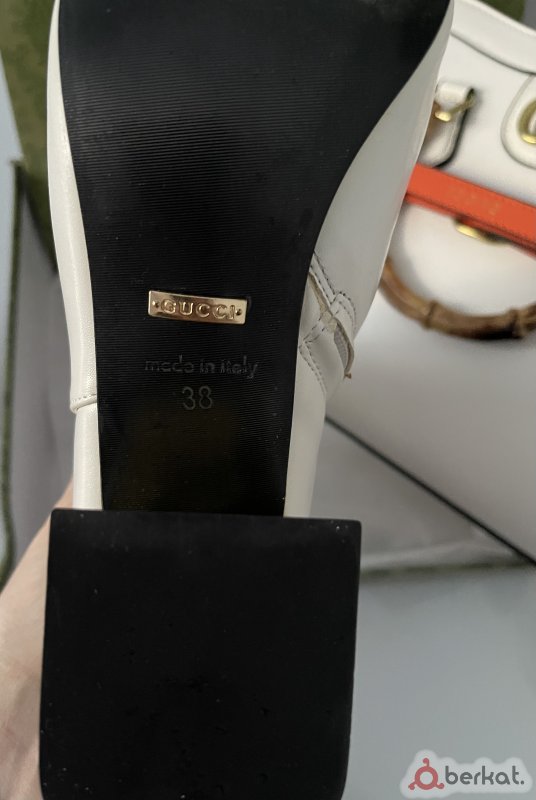 GUCCI
made in italy
38
berkat.